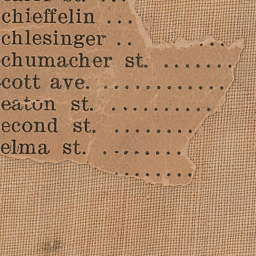 chieffelin ...
chlesinger ..
chumacher st. ......
cott ave. ..........
eaton st. ..........
econd st. .........
elma st. ........
.......